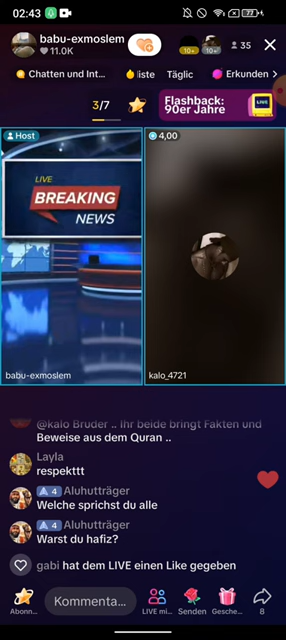 02:43
77
babu-exmoslem
11.0K
10+
10+
35
Chatten und Int...
liste
Täglic
Erkunden
3/7
Flashback:
90er Jahre
LIVE
Host
4,00
LIVE
BREAKING
NEWS
babu-exmoslem
kalo_4721
@kalo Bruder .. Ihr beide bringt Fakten und
Beweise aus dem Quran ..
Layla
respekttt
4 Aluhutträger
Welche sprichst du alle
4 Aluhutträger
Warst du hafiz?
gabi hat dem LIVE einen Like gegeben
Abonn...
Kommenta...
LIVE mi...
Senden
Gesche...
8